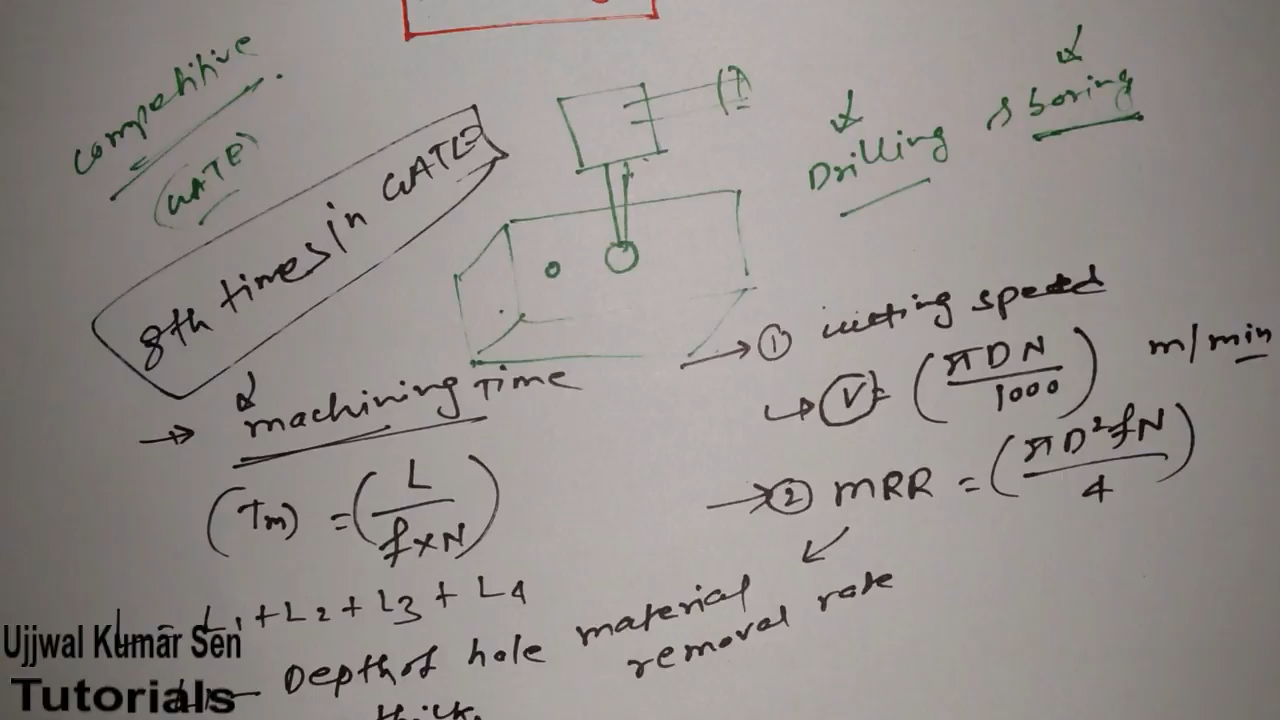 competitive
(GATE)
8th times in GATE
(T)
Drilling & boring
→ machining Time
(Tm) = (L / f×N)
L = L1 + L2 + L3 + L4
Depth of hole
→ ① cutting speed
↳ (V) = (πDN / 1000) m/min
→ ② MRR = (πD²fN / 4)
material
removal rate
Ujjwal Kumar Sen
Tutorials